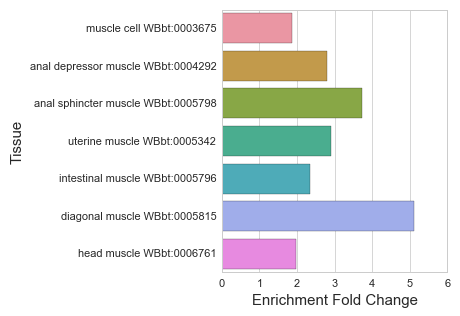 muscle cell WBbt:0003675
anal depressor muscle WBbt:0004292
anal sphincter muscle WBbt:0005798
uterine muscle WBbt:0005342
intestinal muscle WBbt:0005796
diagonal muscle WBbt:0005815
head muscle WBbt:0006761
Tissue
0 1 2 3 4 5 6
Enrichment Fold Change